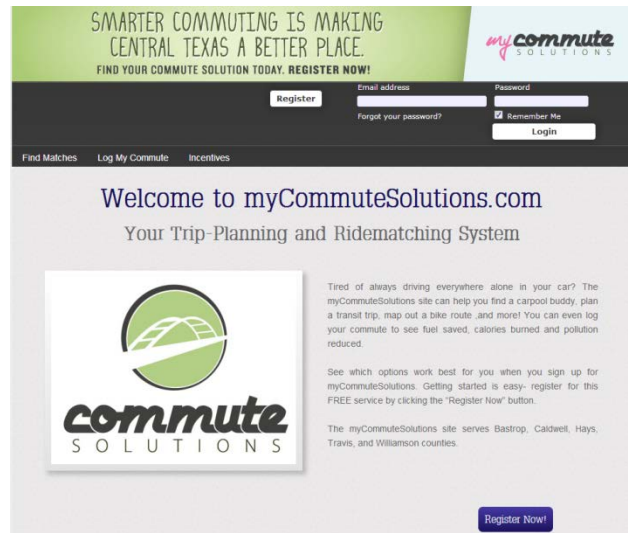 SMARTER COMMUTING IS MAKING
CENTRAL TEXAS A BETTER PLACE.
FIND YOUR COMMUTE SOLUTION TODAY. REGISTER NOW!
my commute
SOLUTIONS
Register
Email address
Password
Forgot your password?
Remember Me
Login
Find Matches Log My Commute Incentives
Welcome to myCommuteSolutions.com
Your Trip-Planning and Ridematching System
commute
SOLUTIONS
Tired of always driving everywhere alone in your car? The
myCommuteSolutions site can help you find a carpool buddy, plan
a transit trip, map out a bike route ,and more! You can even log
your commute to see fuel saved, calories burned and pollution
reduced.
See which options work best for you when you sign up for
myCommuteSolutions. Getting started is easy- register for this
FREE service by clicking the "Register Now" button.
The myCommuteSolutions site serves Bastrop, Caldwell, Hays,
Travis, and Williamson counties.
Register Now!